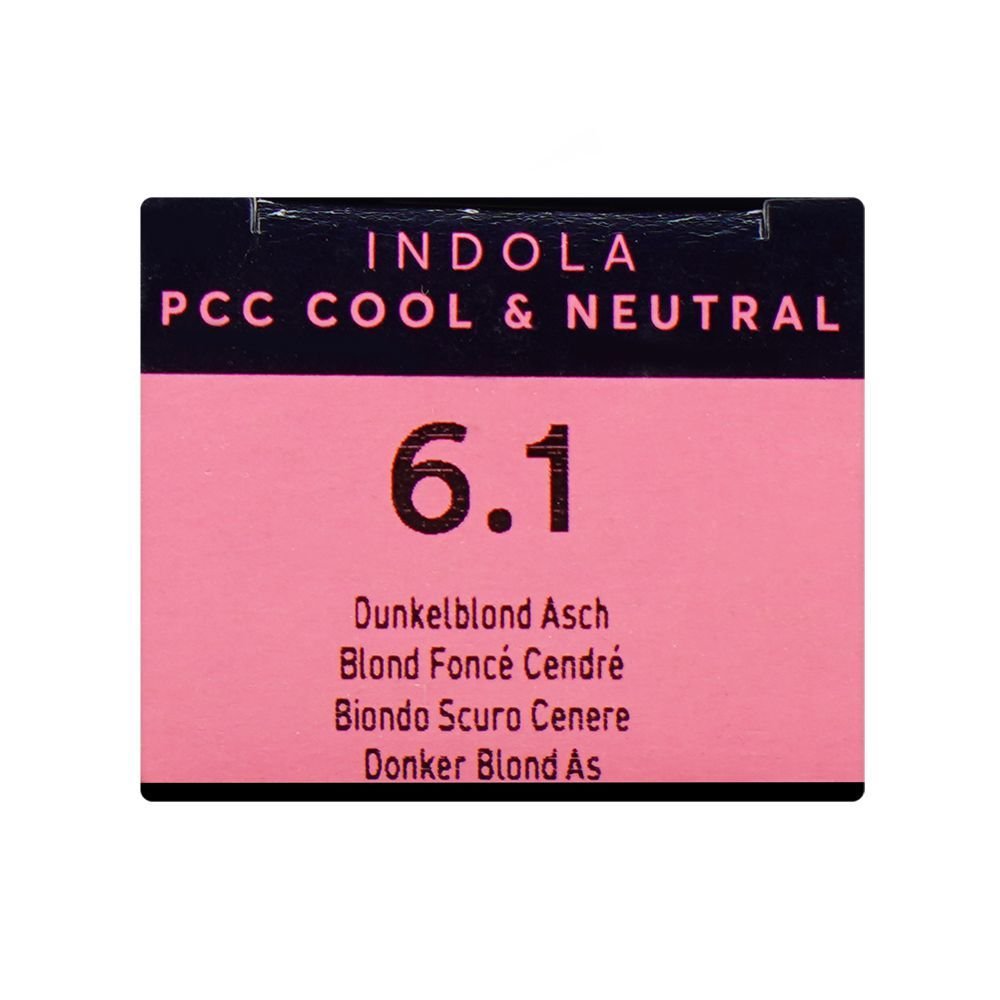 INDOLA
PCC COOL & NEUTRAL
6.1
Dunkelblond Asch
Blond Foncé Cendré
Biondo Scuro Cenere
Donker Blond As